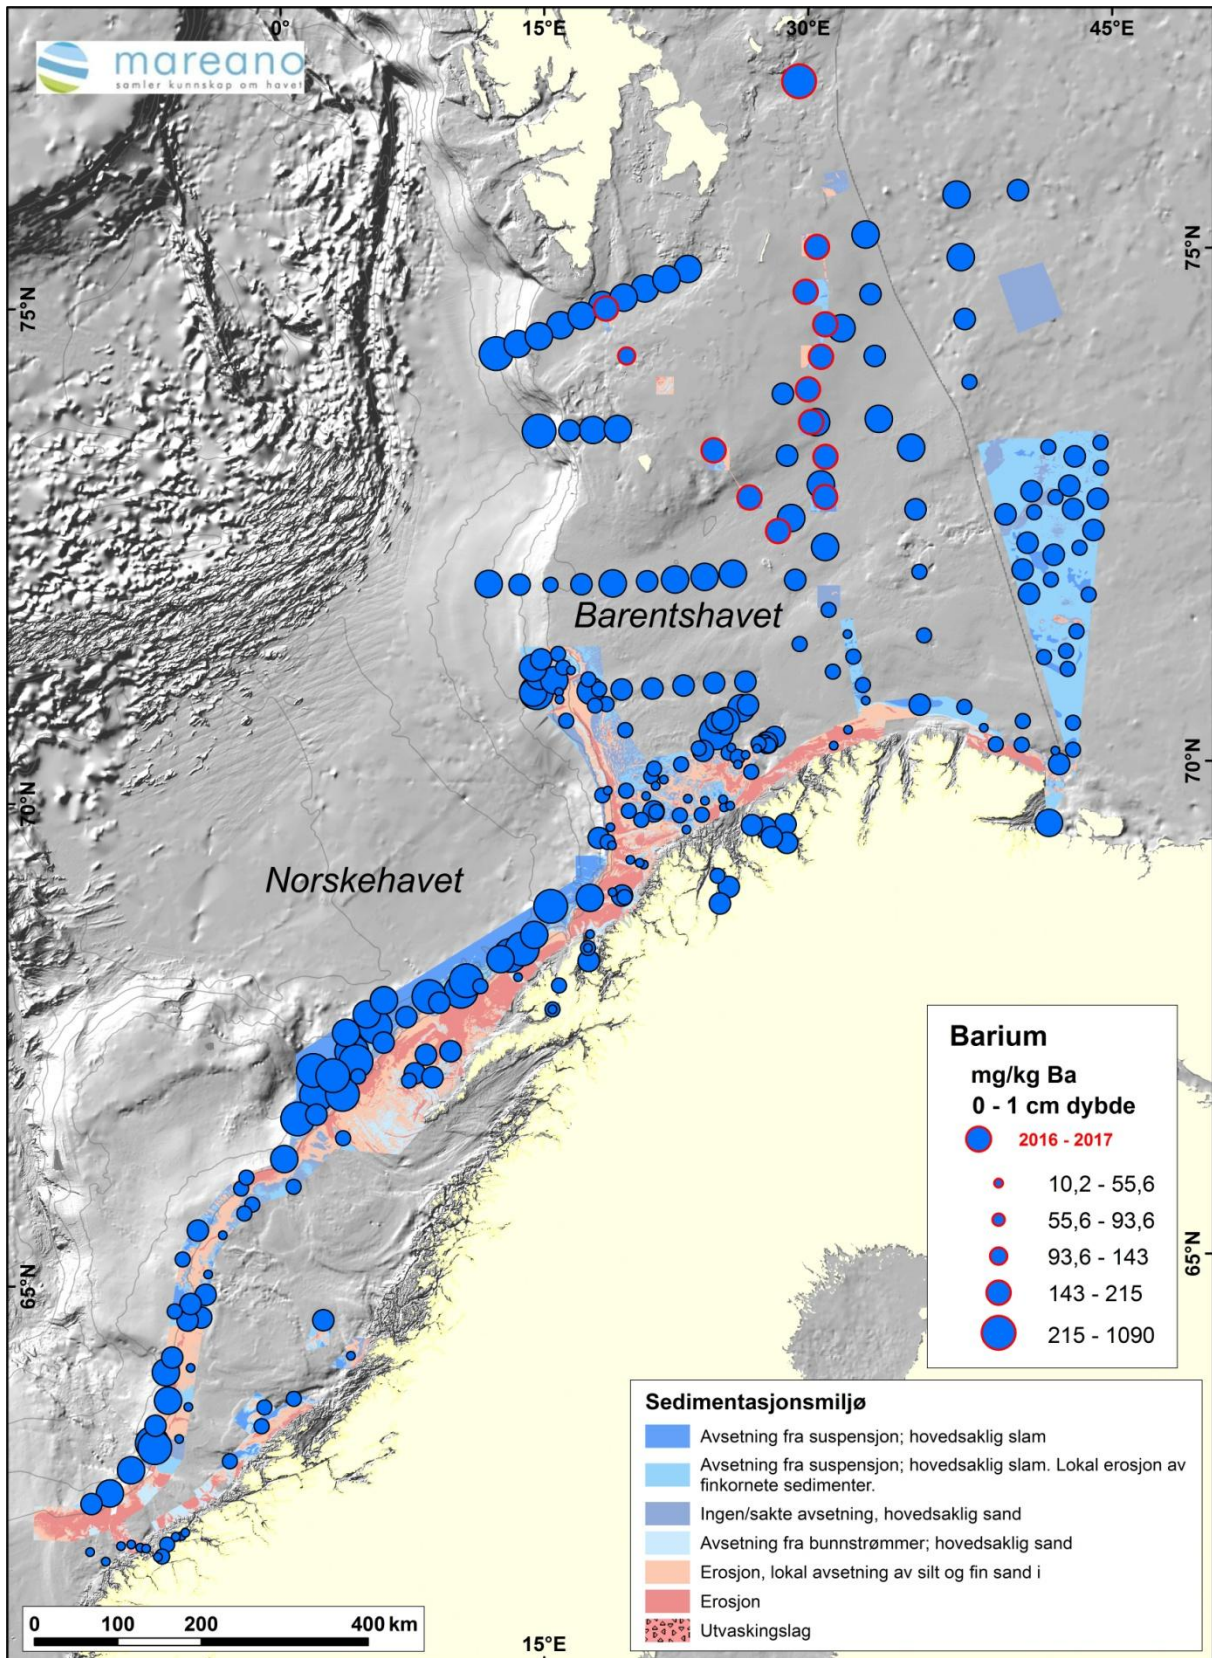 0°
15°E
30°E
45°E
mareano
samler kunnskap om havet
75°N
75°N
Barentshavet
70°N
70°N
Norskehavet
Barium
mg/kg Ba
0 - 1 cm dybde
2016 - 2017
10,2 - 55,6
55,6 - 93,6
93,6 - 143
143 - 215
215 - 1090
65°N
65°N
Sedimentasjonsmiljø
Avsetning fra suspensjon; hovedsaklig slam
Avsetning fra suspensjon; hovedsaklig slam. Lokal erosjon av
finkornete sedimenter.
Ingen/sakte avsetning, hovedsaklig sand
Avsetning fra bunnstrømmer; hovedsaklig sand
Erosjon, lokal avsetning av silt og fin sand i
Erosjon
Utvaskingslag
0 100 200 400 km
15°E